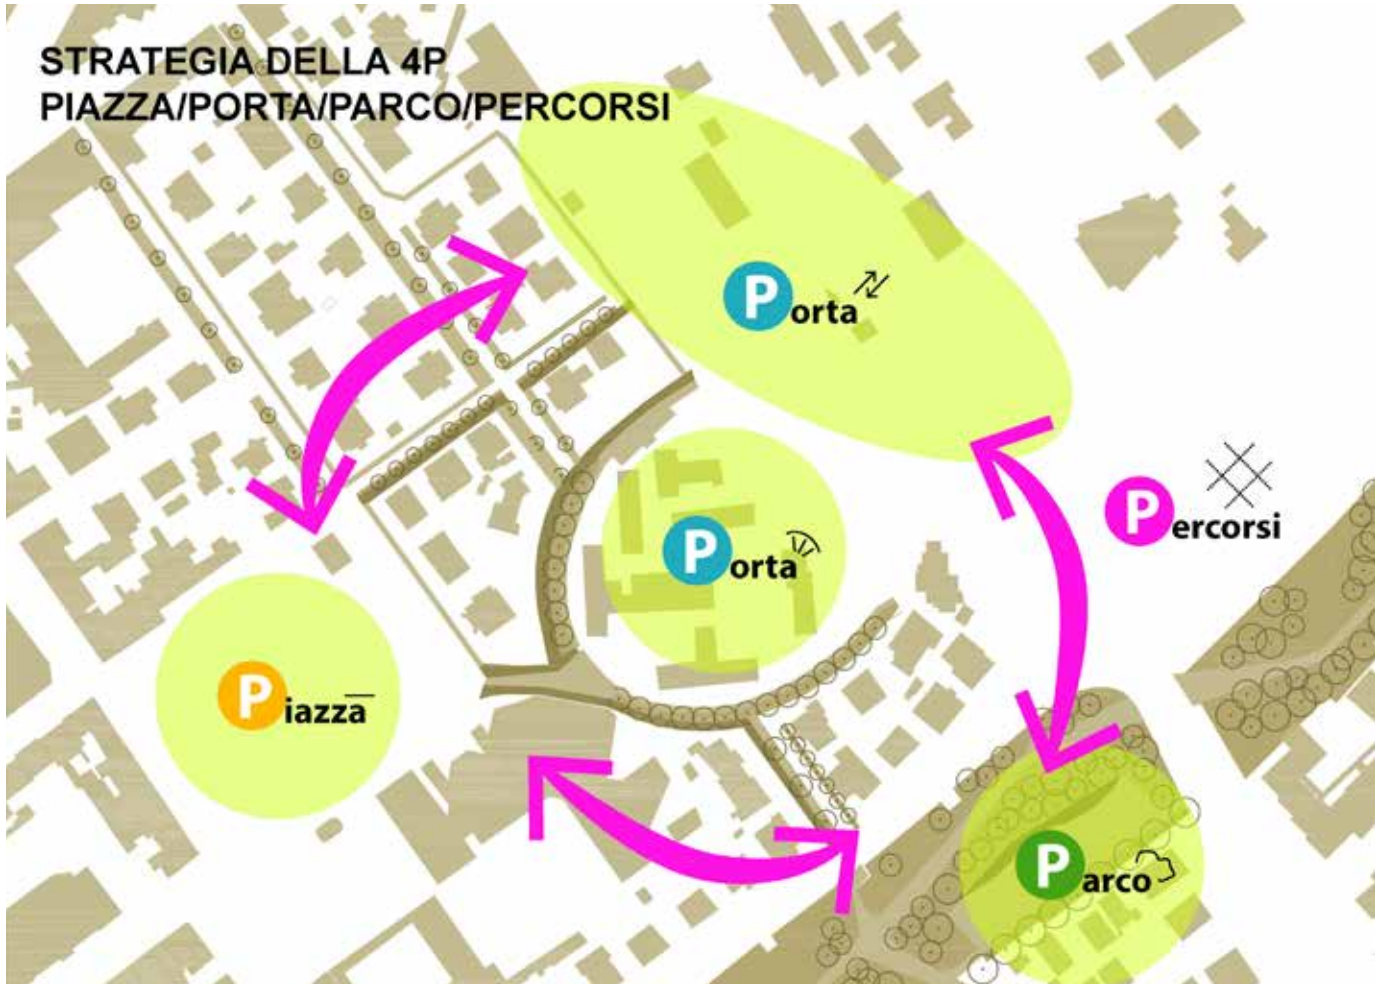 STRATEGIA DELLA 4P
PIAZZA/PORTA/PARCO/PERCORSI
Porta
Percorsi
Porta
Piazza
Parco